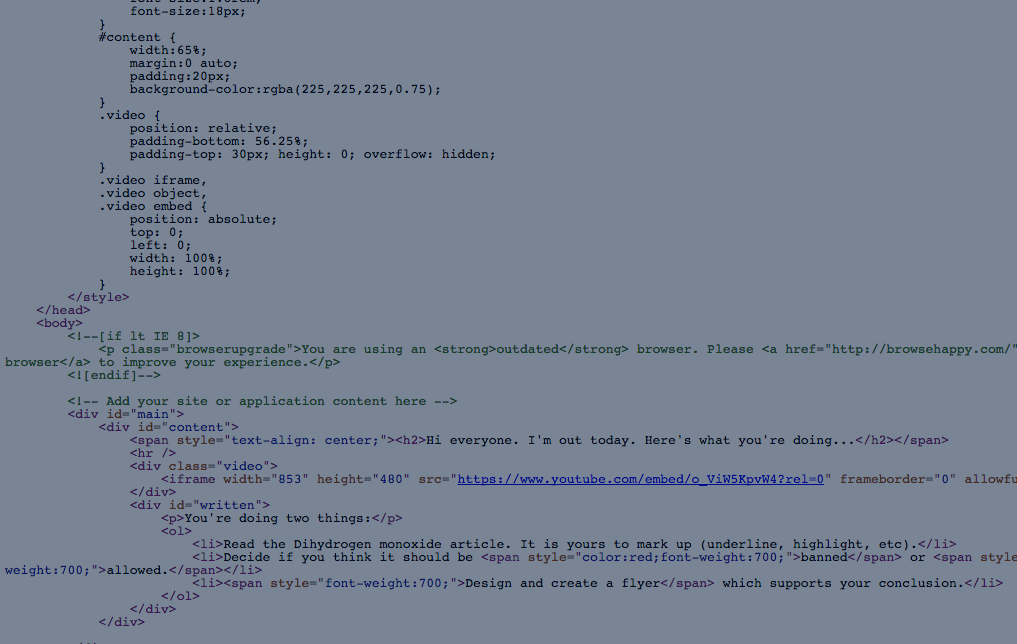 font-size:18px;
}
#content {
width:65%;
margin:0 auto;
padding:20px;
background-color:rgba(225,225,225,0.75);
}
.video {
position: relative;
padding-bottom: 56.25%;
padding-top: 30px; height: 0; overflow: hidden;
}
.video iframe,
.video object,
.video embed {
position: absolute;
top: 0;
left: 0;
width: 100%;
height: 100%;
}
</style>
</head>
<body>
<!--[if lt IE 8]>
<p class="browserupgrade">You are using an <strong>outdated</strong> browser. Please <a href="http://browsehappy.com/"
browser</a> to improve your experience.</p>
<![endif]-->
<!-- Add your site or application content here -->
<div id="main">
<div id="content">
<span style="text-align: center;"><h2>Hi everyone. I'm out today. Here's what you're doing...</h2></span>
<hr />
<div class="video">
<iframe width="853" height="480" src="https://www.youtube.com/embed/o_ViW5KpvW4?rel=0" frameborder="0" allowfu
</div>
<div id="written">
<p>You're doing two things:</p>
<ol>
<li>Read the Dihydrogen monoxide article. It is yours to mark up (underline, highlight, etc).</li>
<li>Decide if you think it should be <span style="color:red;font-weight:700;">banned</span> or <span style
weight:700;">allowed.</span></li>
<li><span style="font-weight:700;">Design and create a flyer</span> which supports your conclusion.</li>
</ol>
</div>
</div>